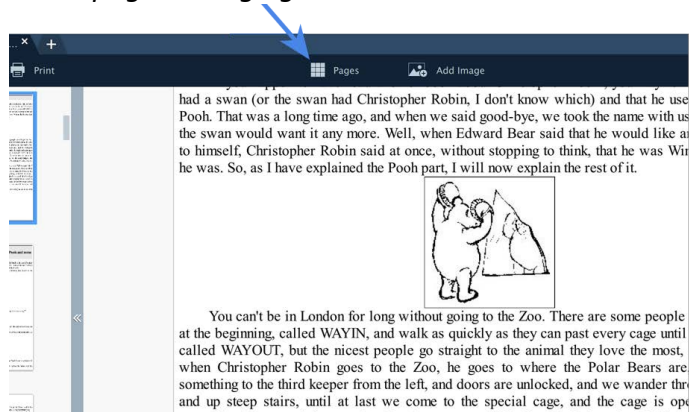 × +
Print Pages Add Image
had a swan (or the swan had Christopher Robin, I don't know which) and that he use
Pooh. That was a long time ago, and when we said good-bye, we took the name with us
the swan would want it any more. Well, when Edward Bear said that he would like a
to himself, Christopher Robin said at once, without stopping to think, that he was Wi
he was. So, as I have explained the Pooh part, I will now explain the rest of it.
You can't be in London for long without going to the Zoo. There are some people
at the beginning, called WAYIN, and walk as quickly as they can past every cage until
called WAYOUT, but the nicest people go straight to the animal they love the most,
when Christopher Robin goes to the Zoo, he goes to where the Polar Bears are,
something to the third keeper from the left, and doors are unlocked, and we wander thr
and up steep stairs, until at last we come to the special cage, and the cage is ope